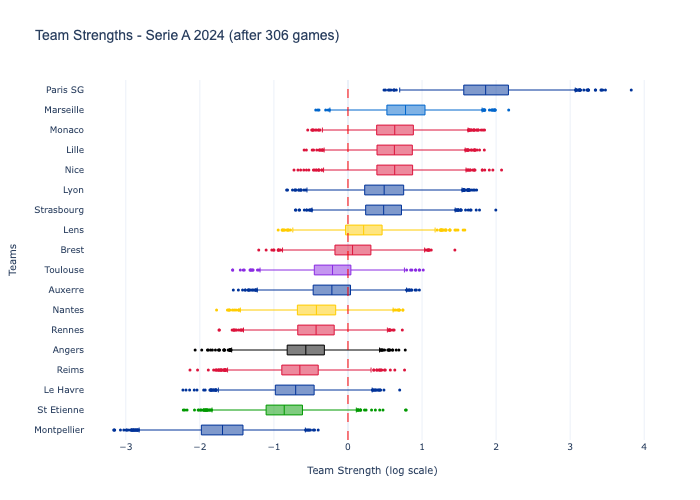 Team Strengths - Serie A 2024 (after 306 games)
Paris SG
Marseille
Monaco
Lille
Nice
Lyon
Strasbourg
Lens
Brest
Toulouse
Auxerre
Nantes
Rennes
Angers
Reims
Le Havre
St Etienne
Montpellier
Teams
−3 −2 −1 0 1 2 3 4
Team Strength (log scale)